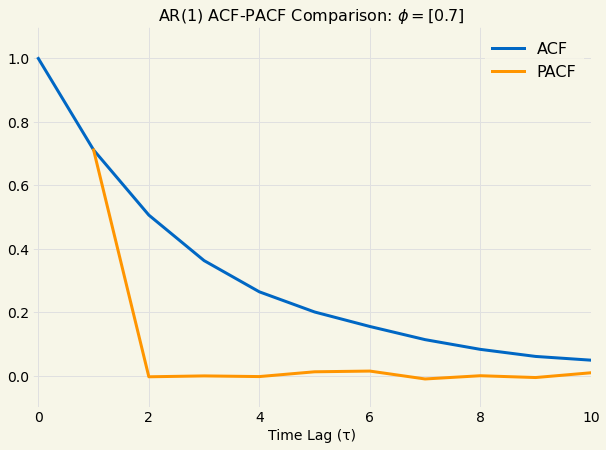 AR(1) ACF-PACF Comparison: ϕ = [0.7]
ACF
PACF
1.0
0.8
0.6
0.4
0.2
0.0
0 2 4 6 8 10
Time Lag (τ)